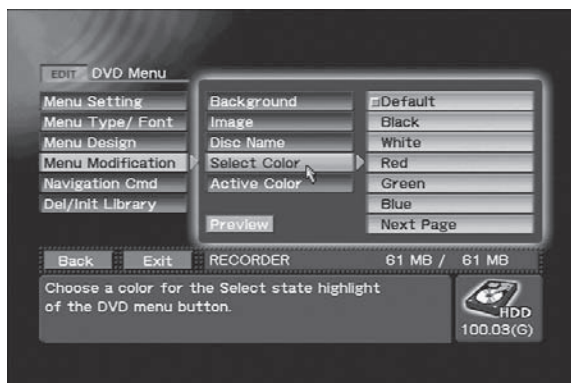 EDIT DVD Menu
Menu Setting
Menu Type/ Font
Menu Design
Menu Modification
Navigation Cmd
Del/Init Library
Background
Image
Disc Name
Select Color
Active Color
Preview
Default
Black
White
Red
Green
Blue
Next Page
Back Exit RECORDER 61 MB / 61 MB
Choose a color for the Select state highlight
of the DVD menu button.
HDD
100.03(G)